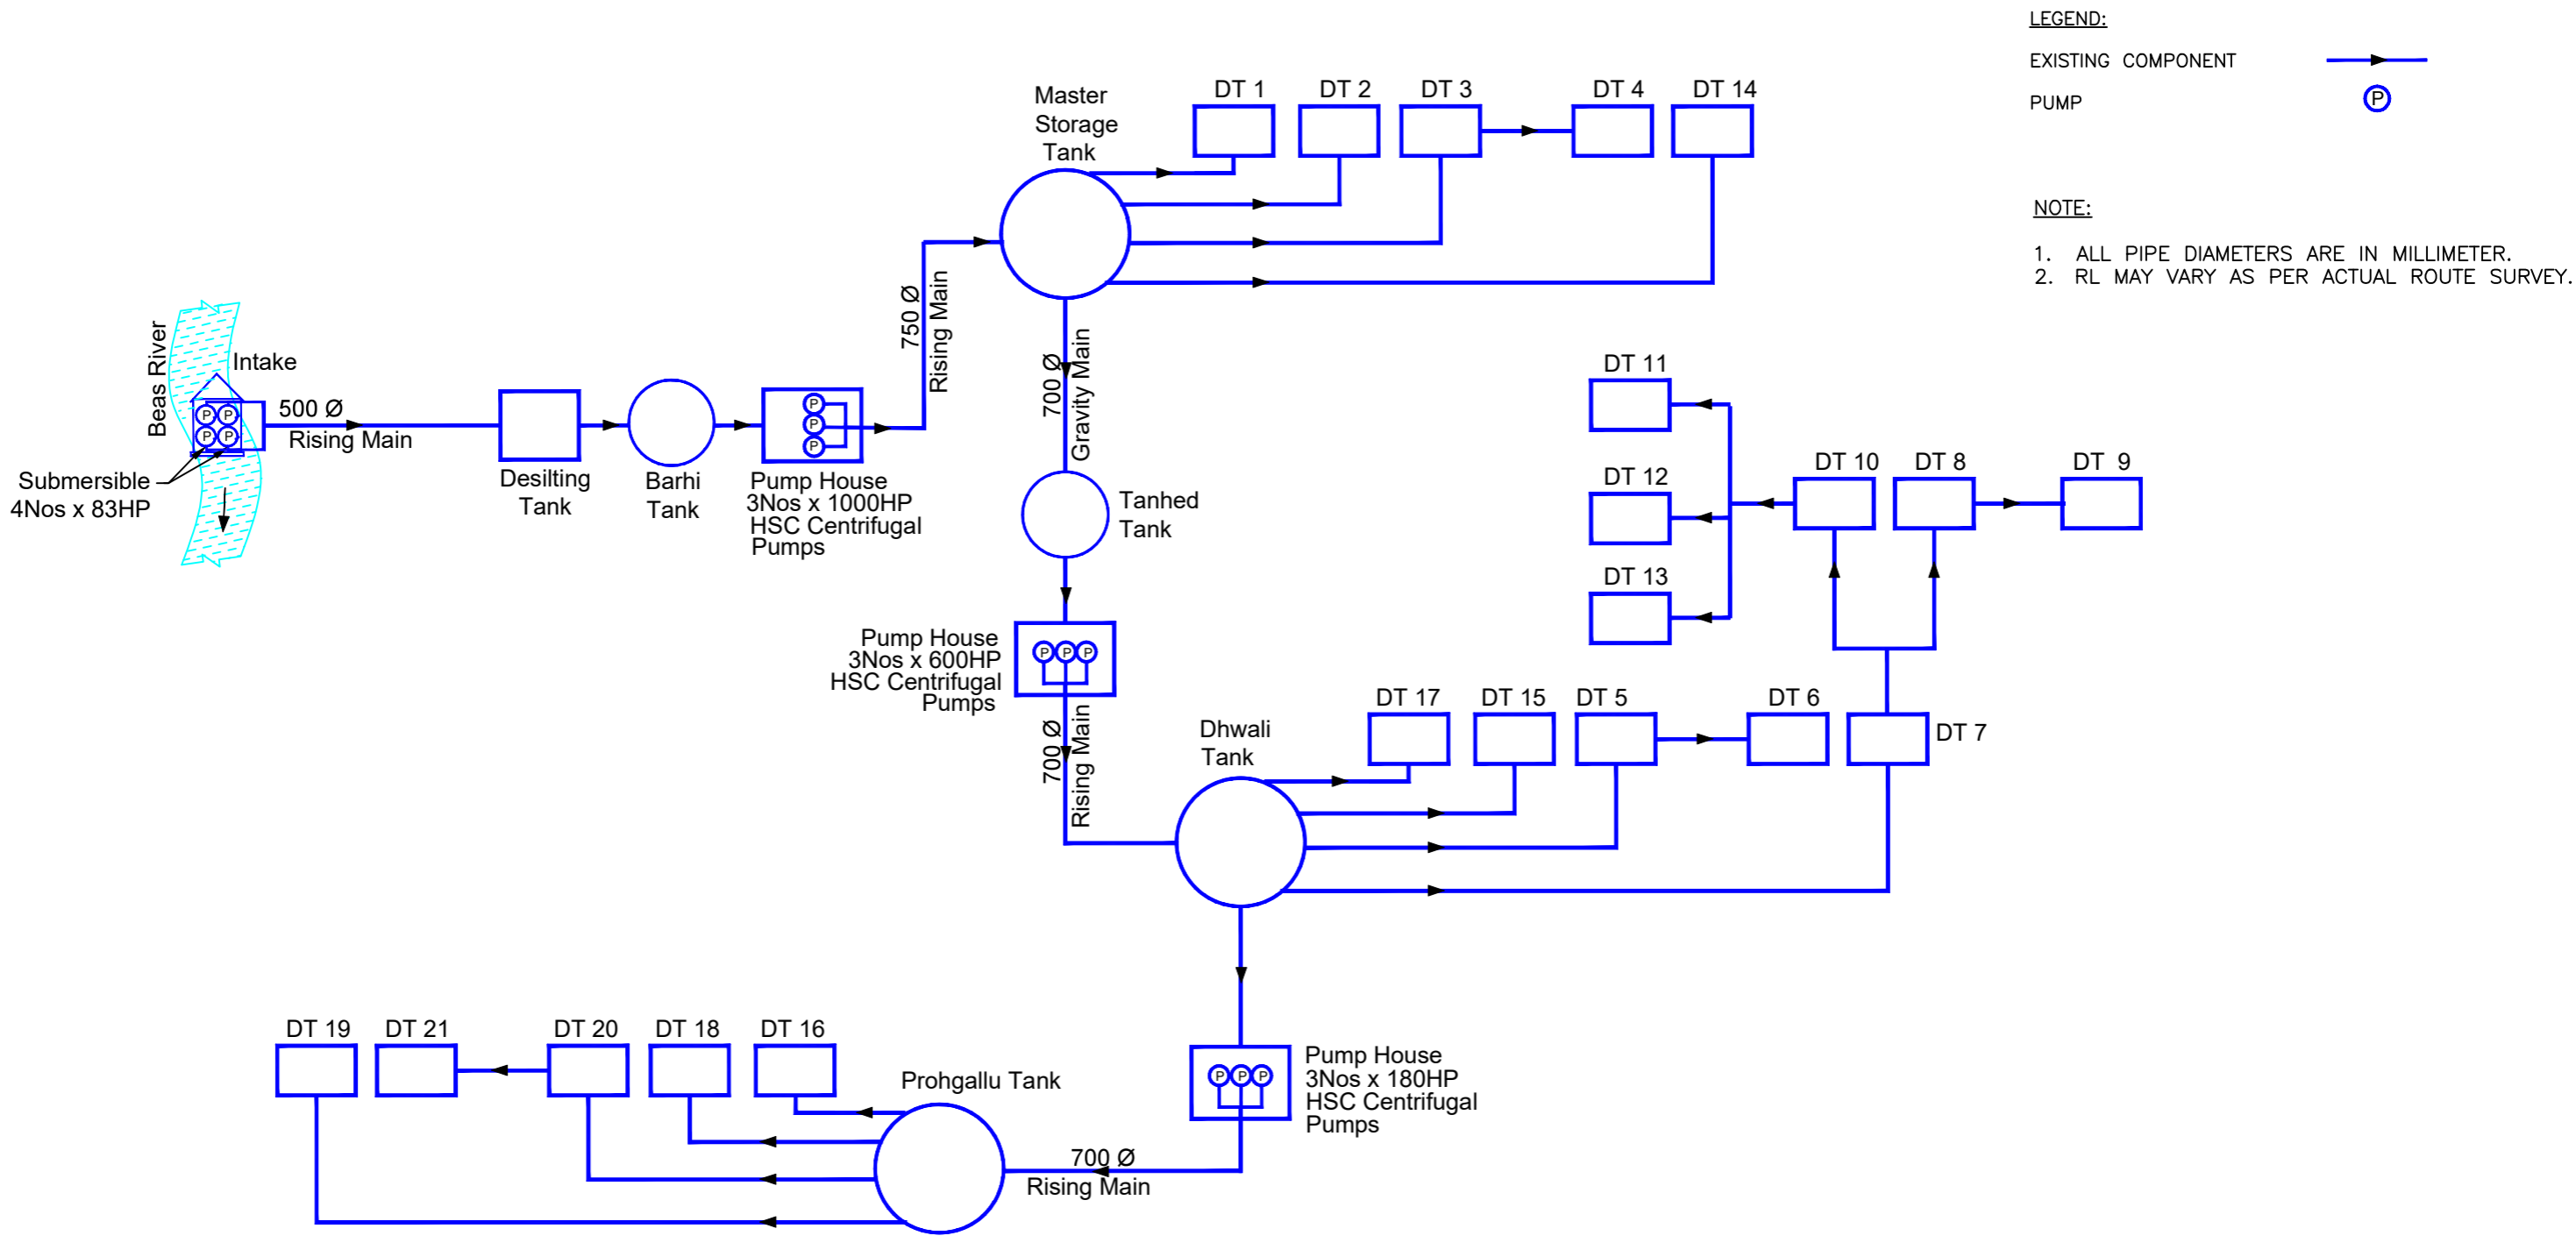 LEGEND:
EXISTING COMPONENT
PUMP
P
NOTE:
1. ALL PIPE DIAMETERS ARE IN MILLIMETER.
2. RL MAY VARY AS PER ACTUAL ROUTE SURVEY.
Master
Storage
Tank
DT 1
DT 2
DT 3
DT 4
DT 14
Beas River
Intake
P P
P P
500 Ø
Rising Main
Submersible
4Nos x 83HP
Desilting
Tank
Barhi
Tank
P
P
P
Pump House
3Nos x 1000HP
HSC Centrifugal
Pumps
750 Ø
Rising Main
700 Ø
Gravity Main
Tanhed
Tank
Pump House
3Nos x 600HP
HSC Centrifugal
Pumps
P P P
700 Ø
Rising Main
DT 11
DT 12
DT 13
DT 10
DT 8
DT 9
Dhwali
Tank
DT 17
DT 15
DT 5
DT 6
DT 7
P P P
Pump House
3Nos x 180HP
HSC Centrifugal
Pumps
700 Ø
Rising Main
Prohgallu Tank
DT 19
DT 21
DT 20
DT 18
DT 16